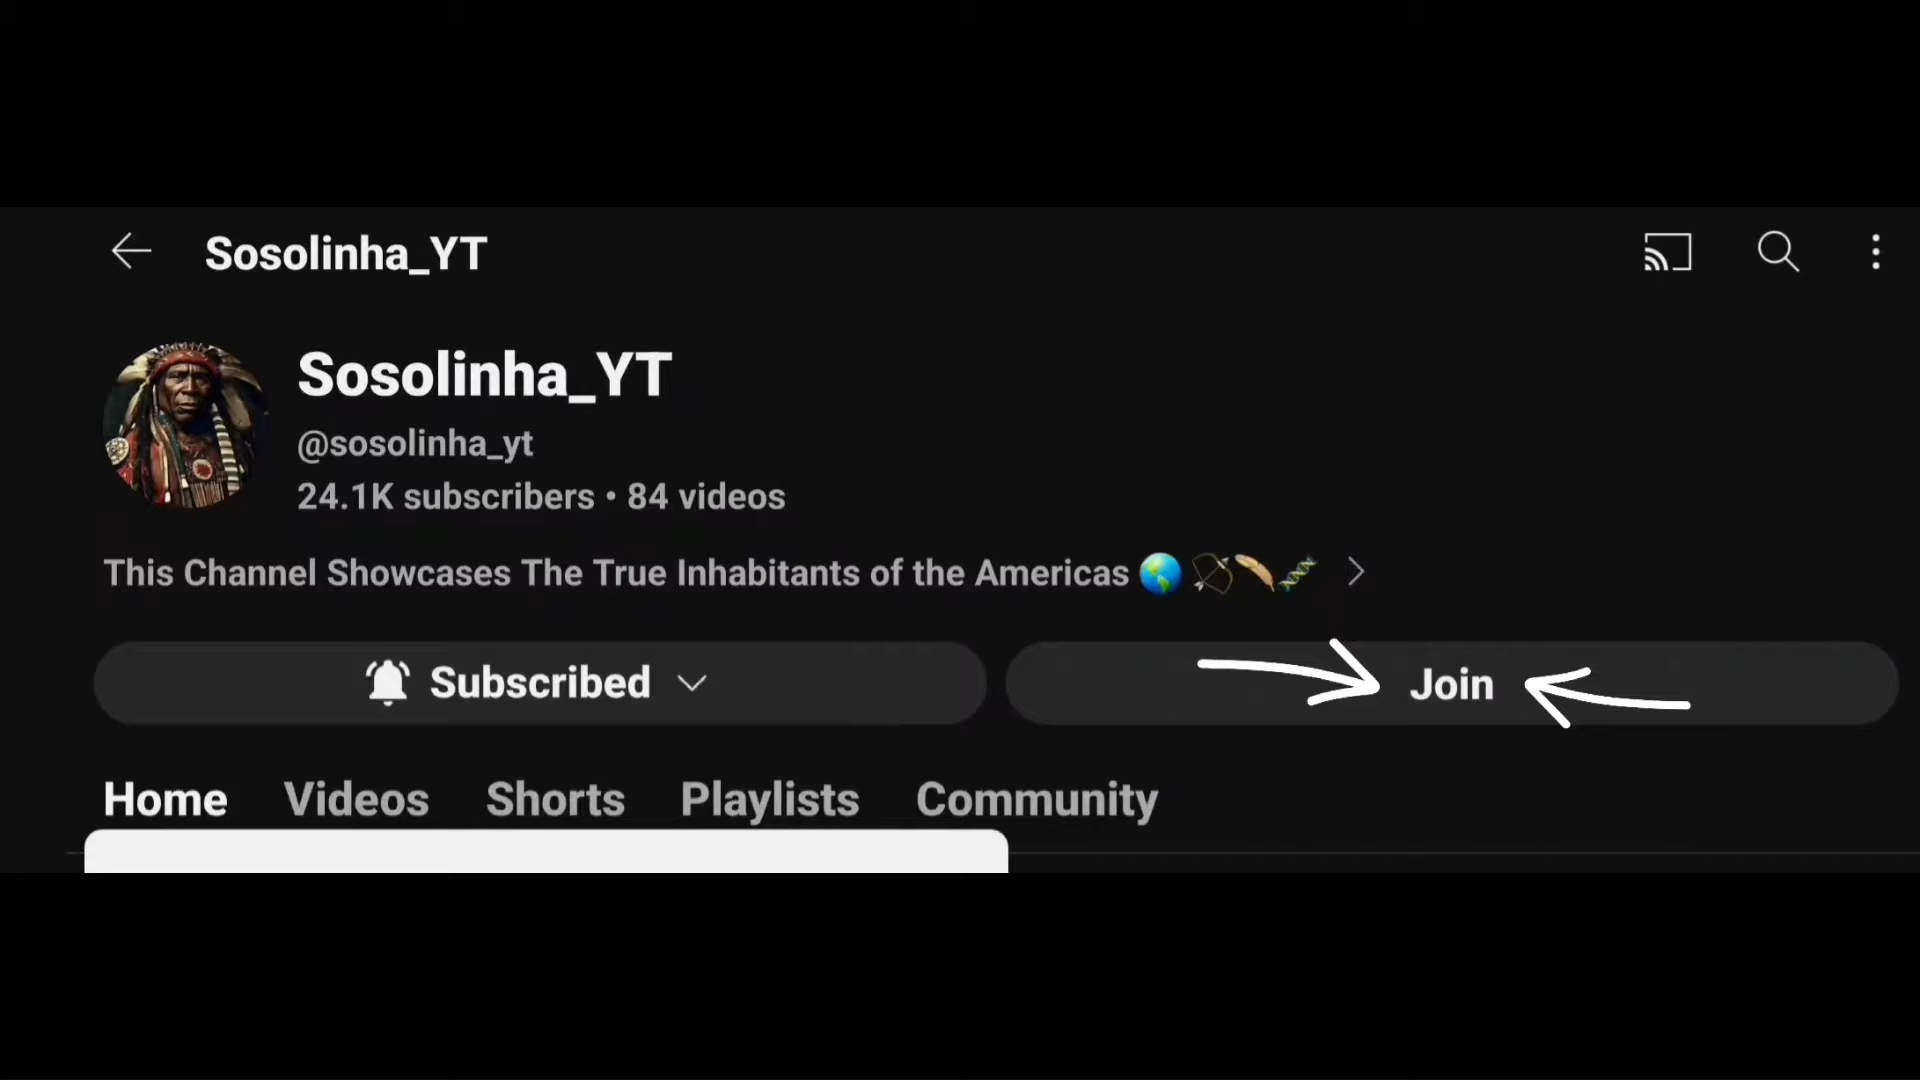 Sosolinha_YT
Sosolinha_YT
@sosolinha_yt
24.1K subscribers • 84 videos
This Channel Showcases The True Inhabitants of the Americas 🌎 🏹🪶🧬
Subscribed
Join
Home Videos Shorts Playlists Community